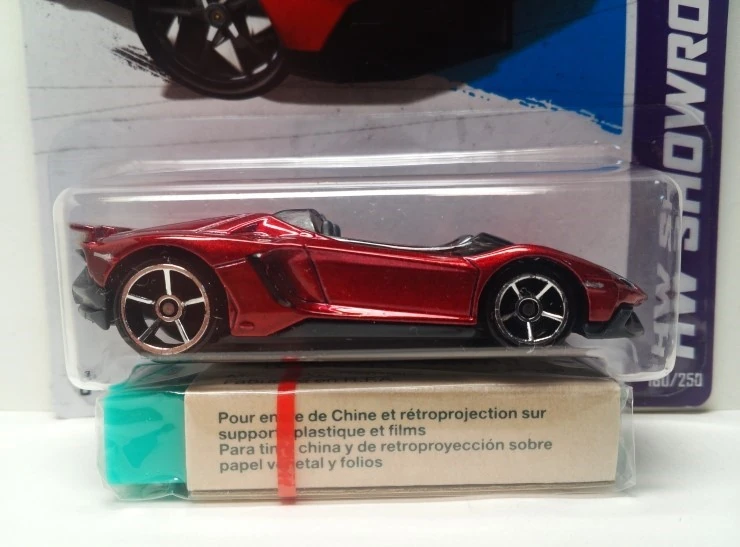 HW SHOWRO
/250
Pour en e de Chine et rétroprojection sur
support plastique et films
Para tin china y de retroproyección sobre
papel v etal y folios